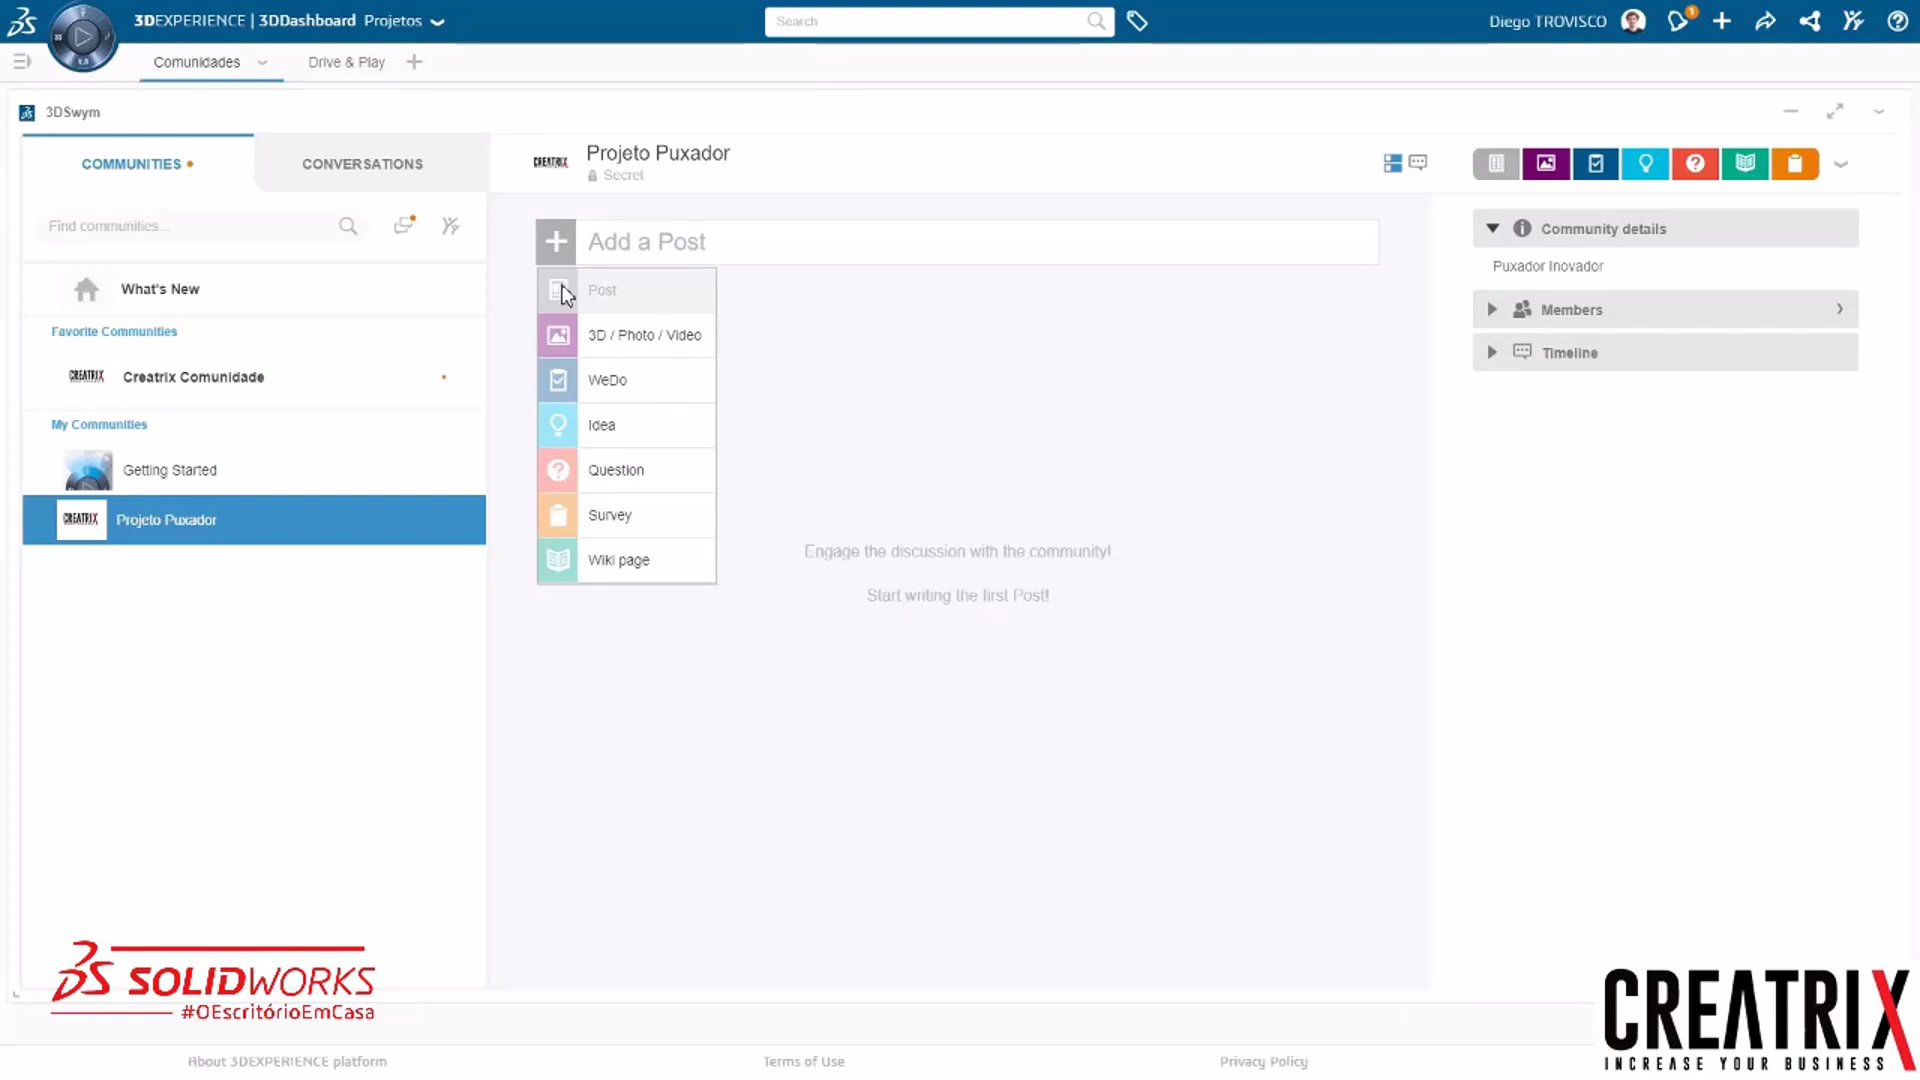 3DEXPERIENCE | 3DDashboard Projetos
Search
Diego TROVISCO
1
V.R
Comunidades
Drive & Play
3DSwym
COMMUNITIES
CONVERSATIONS
CREATRIX
Projeto Puxador
Secret
Find communities...
What's New
Favorite Communities
CREATRIX
Creatrix Comunidade
My Communities
Getting Started
CREATRIX
Projeto Puxador
Add a Post
Post
3D / Photo / Video
WeDo
Idea
Question
Survey
Wiki page
Engage the discussion with the community!
Start writing the first Post!
Community details
Puxador Inovador
Members
Timeline
SOLIDWORKS
#OEscritórioEmCasa
CREATRIX
INCREASE YOUR BUSINESS
About 3DEXPERIENCE platform
Terms of Use
Privacy Policy